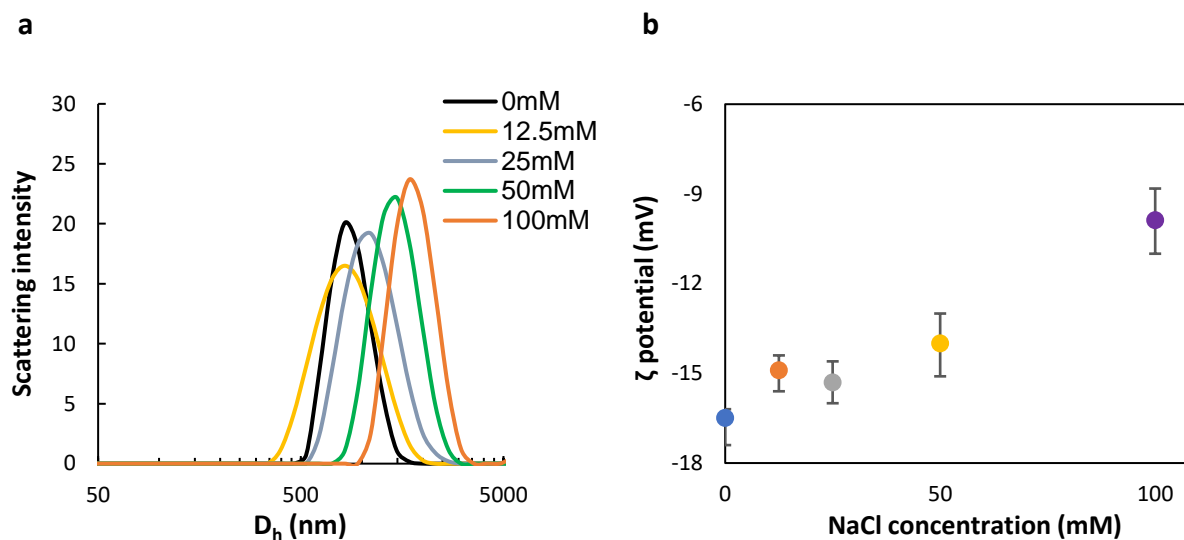 a
30
25
20
15
10
5
0
Scattering intensity
50
500
5000
Dₕ (nm)
0mM
12.5mM
25mM
50mM
100mM
b
-6
-9
-12
-15
-18
ζ potential (mV)
0
50
100
NaCl concentration (mM)